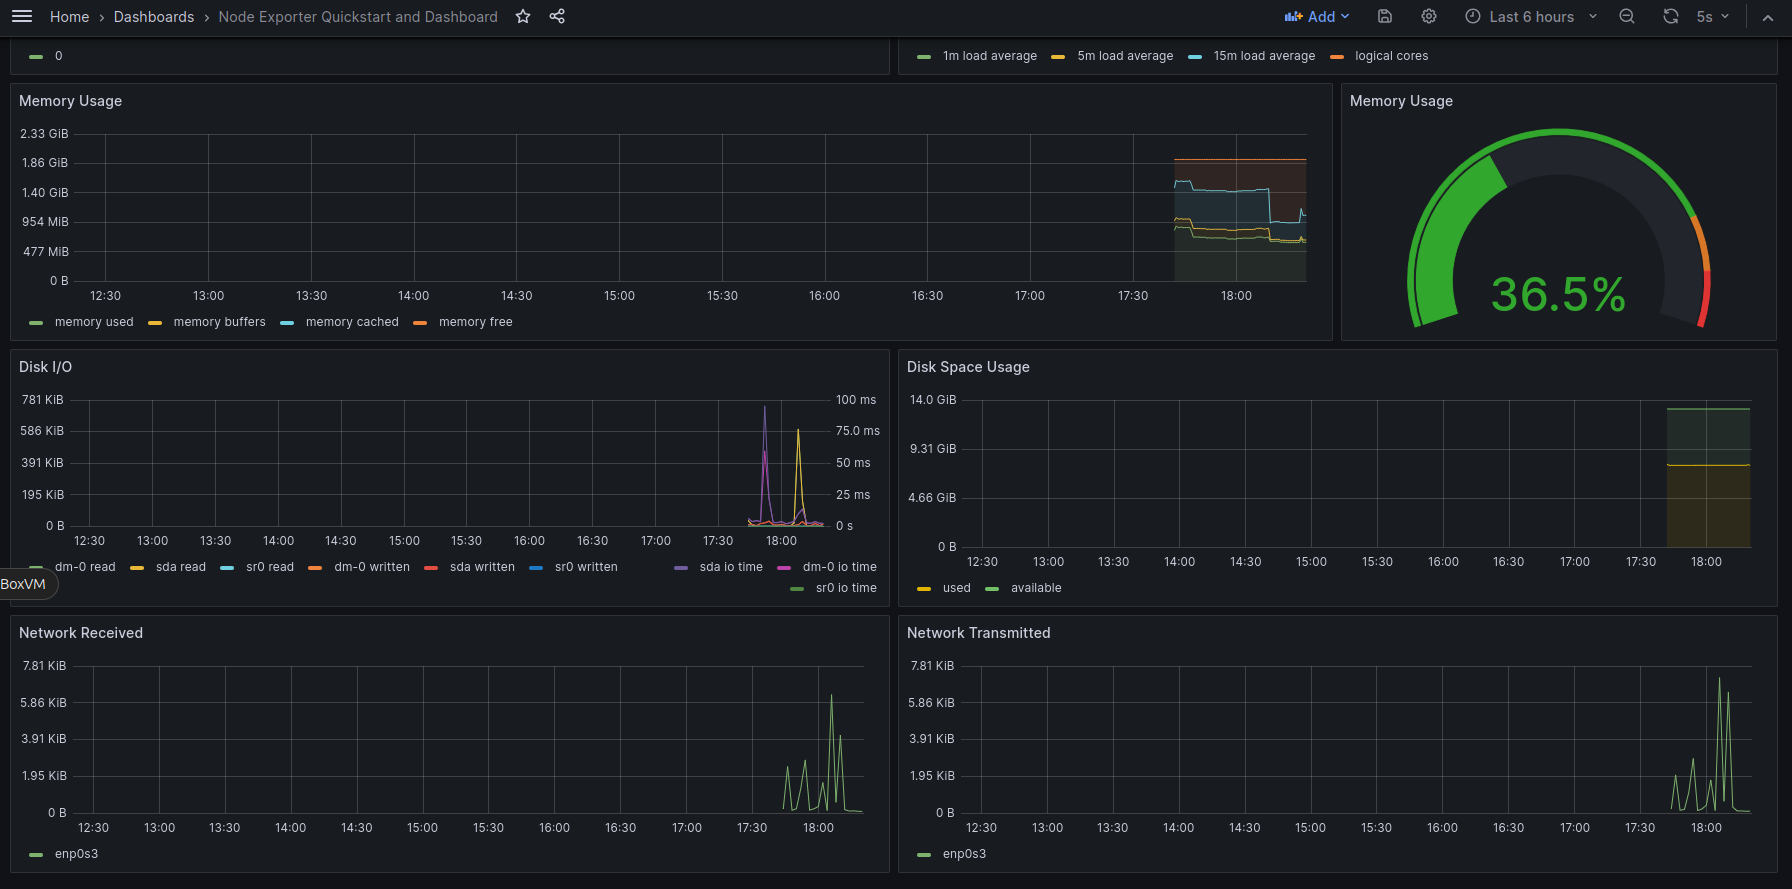 Home › Dashboards › Node Exporter Quickstart and Dashboard Add Last 6 hours 5s
0
1m load average 5m load average 15m load average logical cores
Memory Usage
2.33 GiB
1.86 GiB
1.40 GiB
954 MiB
477 MiB
0 B
12:30 13:00 13:30 14:00 14:30 15:00 15:30 16:00 16:30 17:00 17:30 18:00
memory used memory buffers memory cached memory free
Memory Usage
36.5%
Disk I/O
781 KiB 100 ms
586 KiB 75.0 ms
391 KiB 50 ms
195 KiB 25 ms
0 B 0 s
12:30 13:00 13:30 14:00 14:30 15:00 15:30 16:00 16:30 17:00 17:30 18:00
dm-0 read sda read sr0 read dm-0 written sda written sr0 written sda io time dm-0 io time
sr0 io time
BoxVM
Disk Space Usage
14.0 GiB
9.31 GiB
4.66 GiB
0 B
12:30 13:00 13:30 14:00 14:30 15:00 15:30 16:00 16:30 17:00 17:30 18:00
used available
Network Received
7.81 KiB
5.86 KiB
3.91 KiB
1.95 KiB
0 B
12:30 13:00 13:30 14:00 14:30 15:00 15:30 16:00 16:30 17:00 17:30 18:00
enp0s3
Network Transmitted
7.81 KiB
5.86 KiB
3.91 KiB
1.95 KiB
0 B
12:30 13:00 13:30 14:00 14:30 15:00 15:30 16:00 16:30 17:00 17:30 18:00
enp0s3